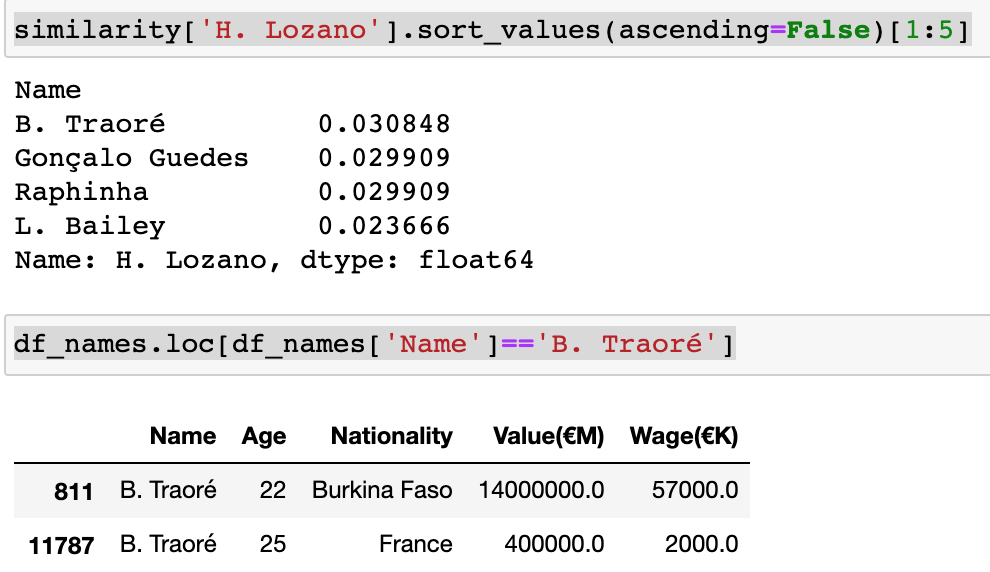 similarity['H. Lozano'].sort_values(ascending=False)[1:5]
Name
B. Traoré 0.030848
Gonçalo Guedes 0.029909
Raphinha 0.029909
L. Bailey 0.023666
Name: H. Lozano, dtype: float64
df_names.loc[df_names['Name']=='B. Traoré']
Name Age Nationality Value(€M) Wage(€K)
811 B. Traoré 22 Burkina Faso 14000000.0 57000.0
11787 B. Traoré 25 France 400000.0 2000.0